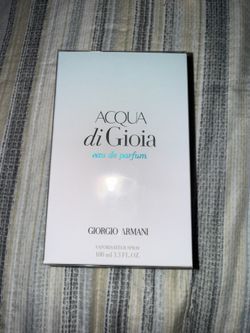 ACQUA
di Gioia
eau de parfum
GIORGIO ARMANI
VAPORISATEUR SPRAY
100 ml 3.3 FL.OZ.